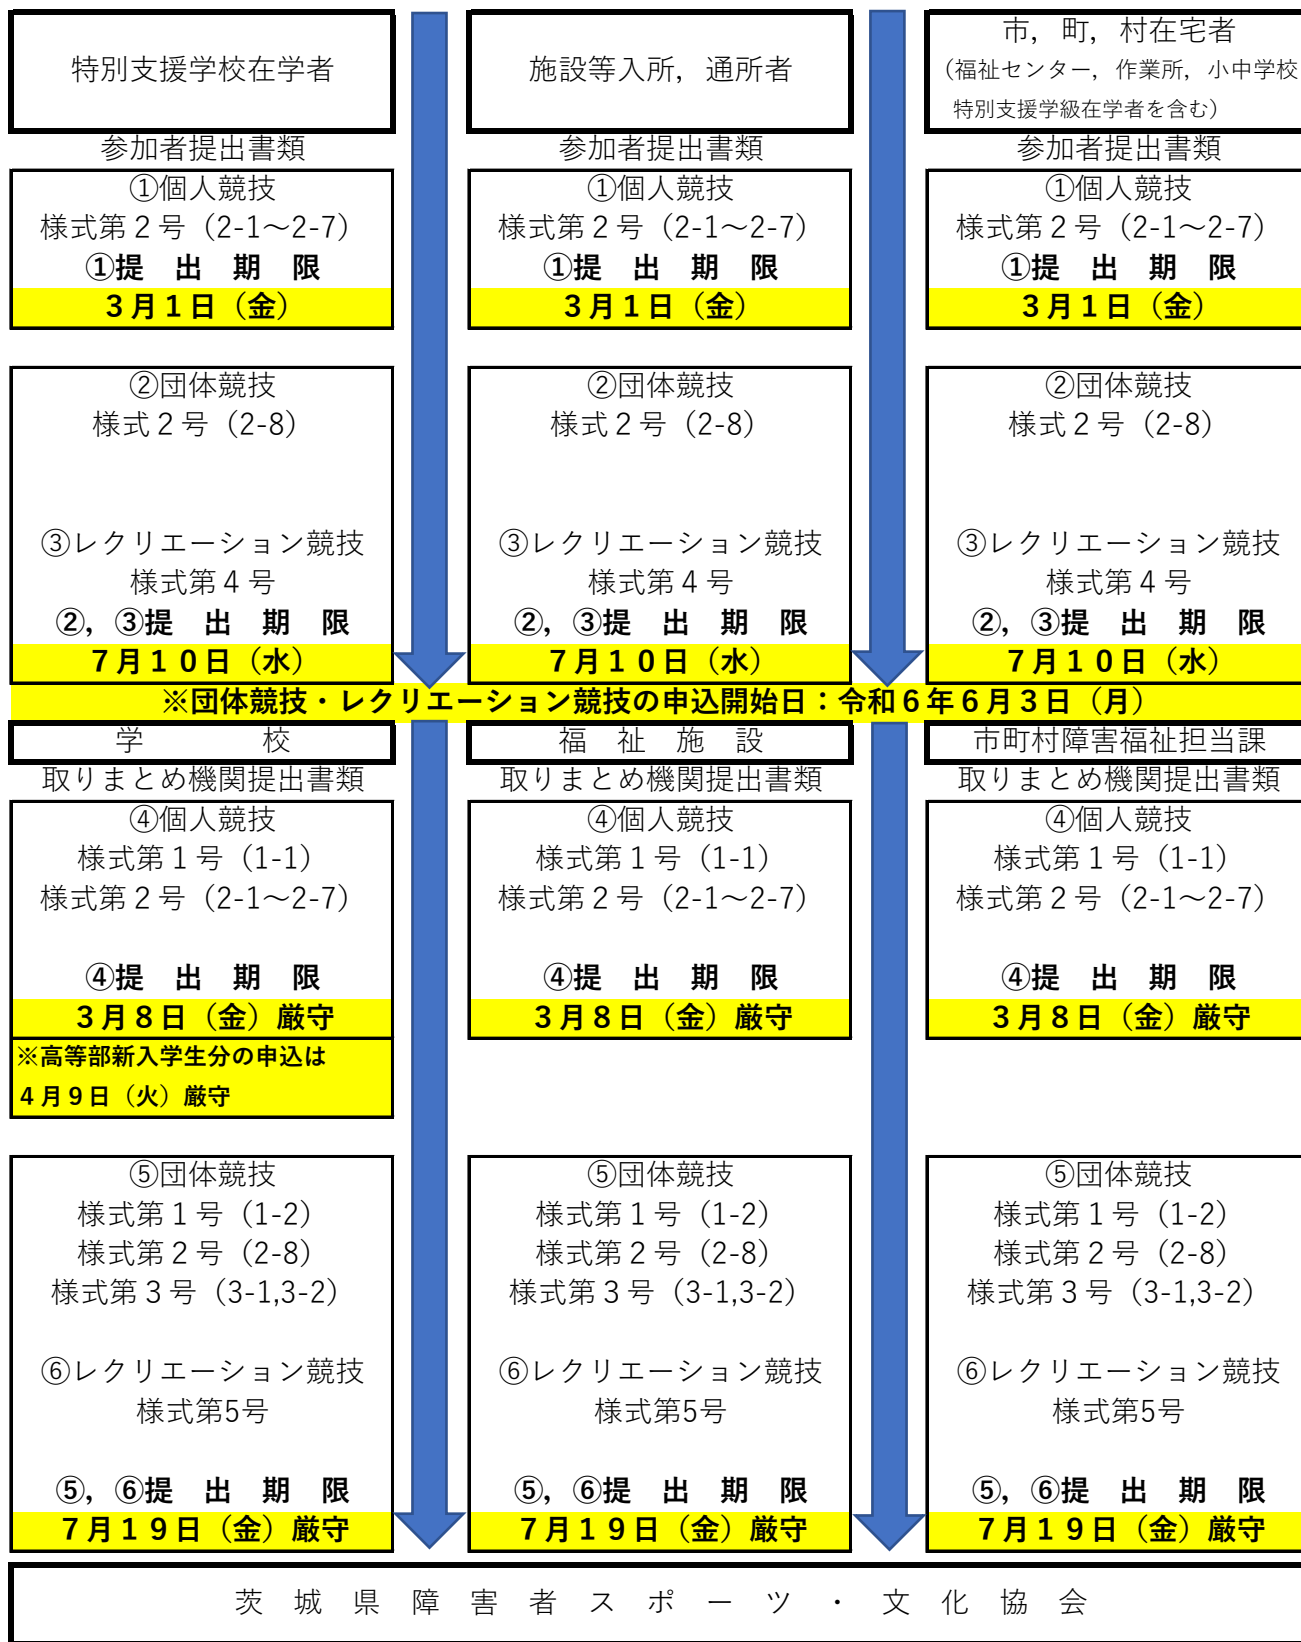 特別支援学校在学者
施設等入所，通所者
市，町，村在宅者
（福祉センター，作業所，小中学校
特別支援学級在学者を含む）
参加者提出書類
①個人競技
様式第２号（2-1～2-7）
①提　出　期　限
３月１日（金）
②団体競技
様式２号（2-8）
③レクリエーション競技
様式第４号
②，③提　出　期　限
７月１０日（水）
参加者提出書類
①個人競技
様式第２号（2-1～2-7）
①提　出　期　限
３月１日（金）
②団体競技
様式２号（2-8）
③レクリエーション競技
様式第４号
②，③提　出　期　限
７月１０日（水）
参加者提出書類
①個人競技
様式第２号（2-1～2-7）
①提　出　期　限
３月１日（金）
②団体競技
様式２号（2-8）
③レクリエーション競技
様式第４号
②，③提　出　期　限
７月１０日（水）
※団体競技・レクリエーション競技の申込開始日：令和６年６月３日（月）
学　　　　校
取りまとめ機関提出書類
④個人競技
様式第１号（1-1）
様式第２号（2-1～2-7）
④提　出　期　限
３月８日（金）厳守
※高等部新入学生分の申込は
４月９日（火）厳守
⑤団体競技
様式第１号（1-2）
様式第２号（2-8）
様式第３号（3-1,3-2）
⑥レクリエーション競技
様式第5号
⑤，⑥提　出　期　限
７月１９日（金）厳守
福　祉　施　設
取りまとめ機関提出書類
④個人競技
様式第１号（1-1）
様式第２号（2-1～2-7）
④提　出　期　限
３月８日（金）厳守
⑤団体競技
様式第１号（1-2）
様式第２号（2-8）
様式第３号（3-1,3-2）
⑥レクリエーション競技
様式第5号
⑤，⑥提　出　期　限
７月１９日（金）厳守
市町村障害福祉担当課
取りまとめ機関提出書類
④個人競技
様式第１号（1-1）
様式第２号（2-1～2-7）
④提　出　期　限
３月８日（金）厳守
⑤団体競技
様式第１号（1-2）
様式第２号（2-8）
様式第３号（3-1,3-2）
⑥レクリエーション競技
様式第5号
⑤，⑥提　出　期　限
７月１９日（金）厳守
茨　城　県　障　害　者　ス　ポ　ー　ツ　・　文　化　協　会